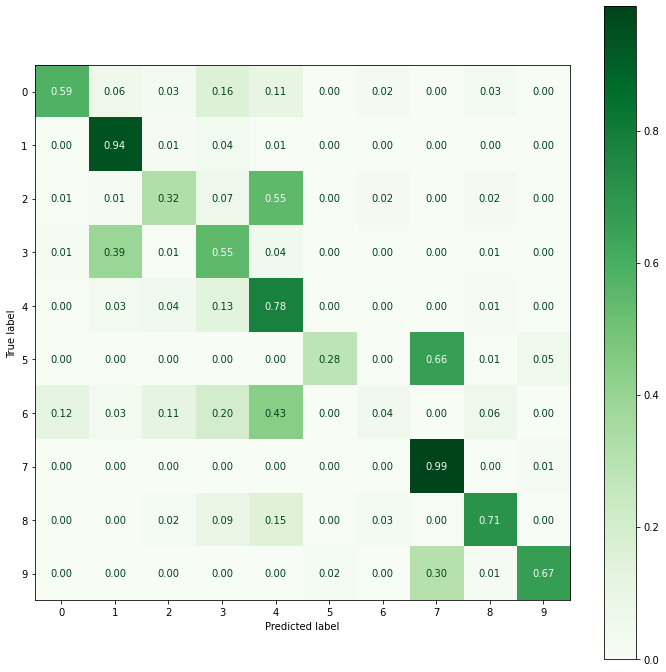 0 0.59 0.06 0.03 0.16 0.11 0.00 0.02 0.00 0.03 0.00
1 0.00 0.94 0.01 0.04 0.01 0.00 0.00 0.00 0.00 0.00
2 0.01 0.01 0.32 0.07 0.55 0.00 0.02 0.00 0.02 0.00
3 0.01 0.39 0.01 0.55 0.04 0.00 0.00 0.00 0.01 0.00
4 0.00 0.03 0.04 0.13 0.78 0.00 0.00 0.00 0.01 0.00
5 0.00 0.00 0.00 0.00 0.00 0.28 0.00 0.66 0.01 0.05
6 0.12 0.03 0.11 0.20 0.43 0.00 0.04 0.00 0.06 0.00
7 0.00 0.00 0.00 0.00 0.00 0.00 0.00 0.99 0.00 0.01
8 0.00 0.00 0.02 0.09 0.15 0.00 0.03 0.00 0.71 0.00
9 0.00 0.00 0.00 0.00 0.00 0.02 0.00 0.30 0.01 0.67
0 1 2 3 4 5 6 7 8 9
Predicted label
True label
0.8
0.6
0.4
0.2
0.0